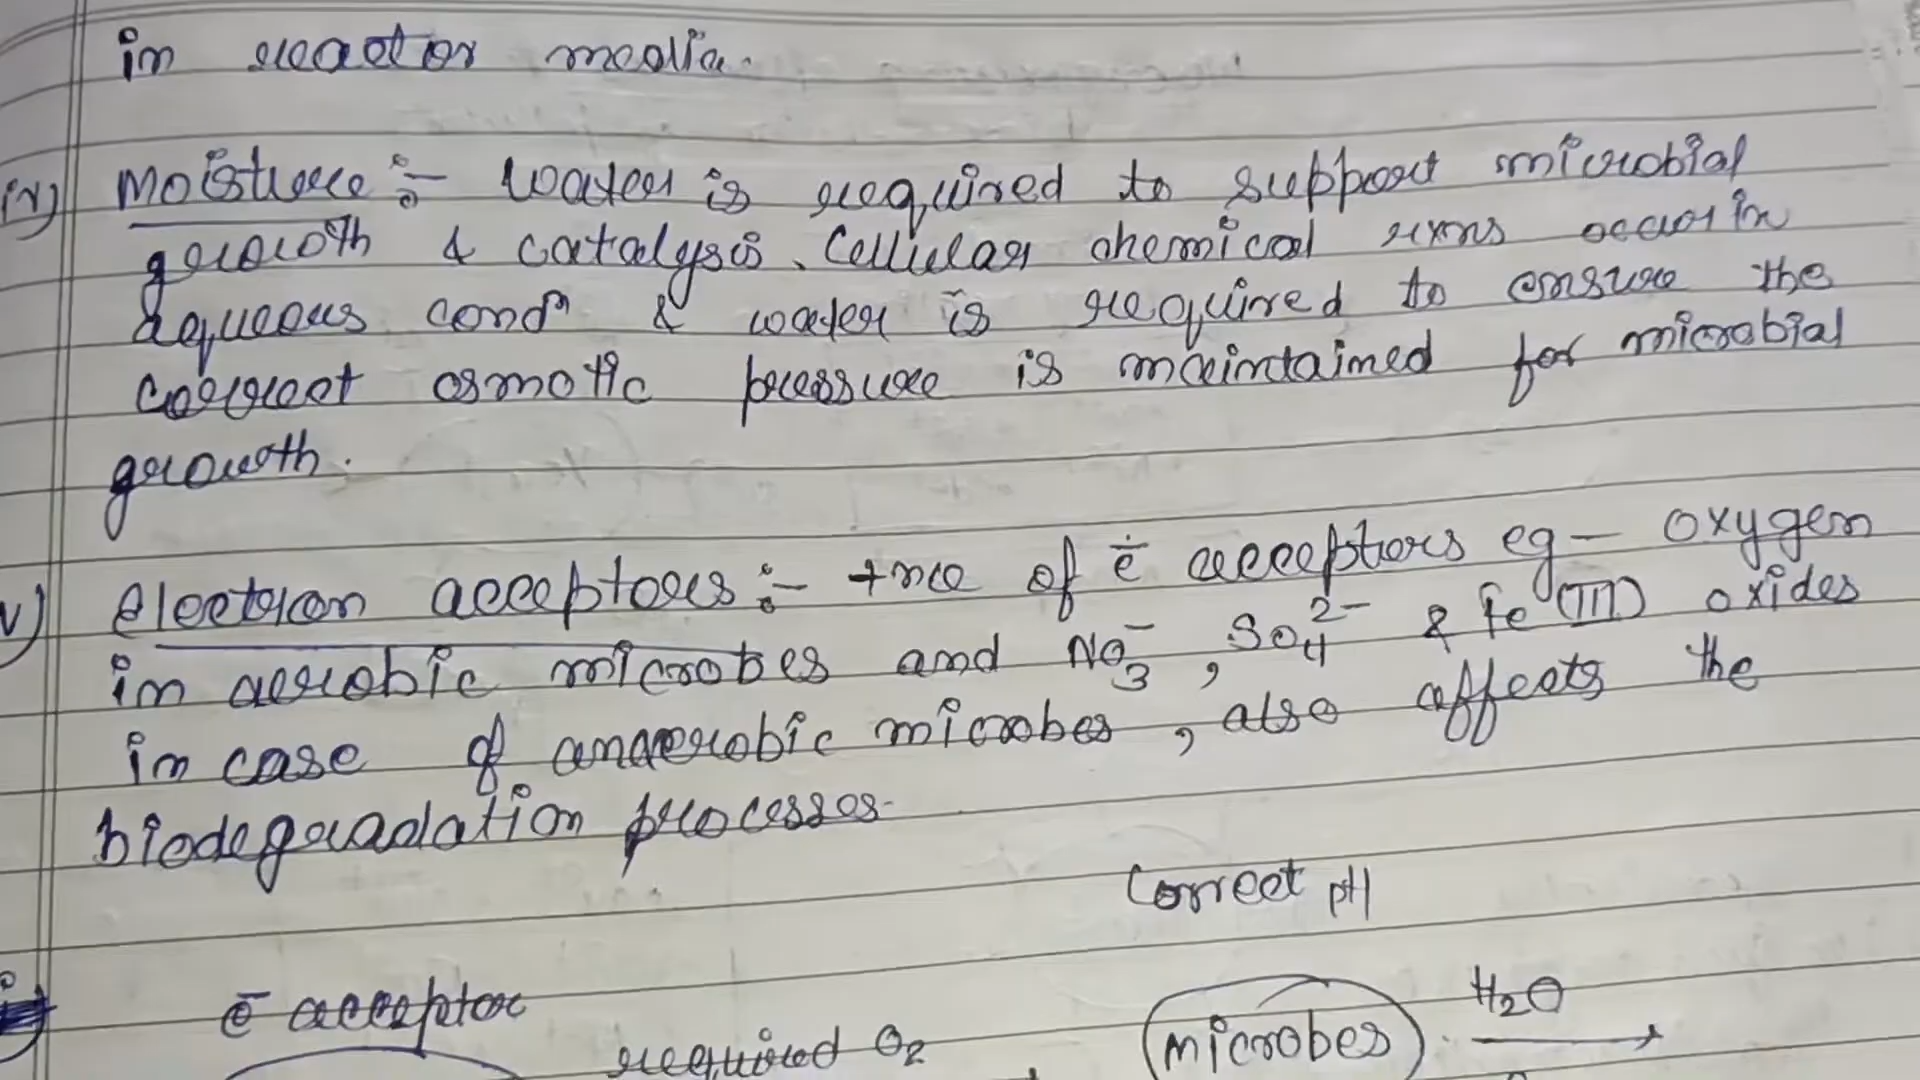 in reactor media.
iv) Moisture :- water is required to support microbial
growth & catalysis. Cellular chemical rxns occur in
aqueous condn & water is required to ensure the
correct osmotic pressure is maintained for microbial
growth.
v) Electron acceptors :- +nce of e- acceptors eg - oxygen
in aerobic microbes and NO3-, SO42- & Fe(III) oxides
in case of anaerobic microbes, also affects the
biodegradation processes.
Correct pH
e- acceptor
required O2
microbes
H2O